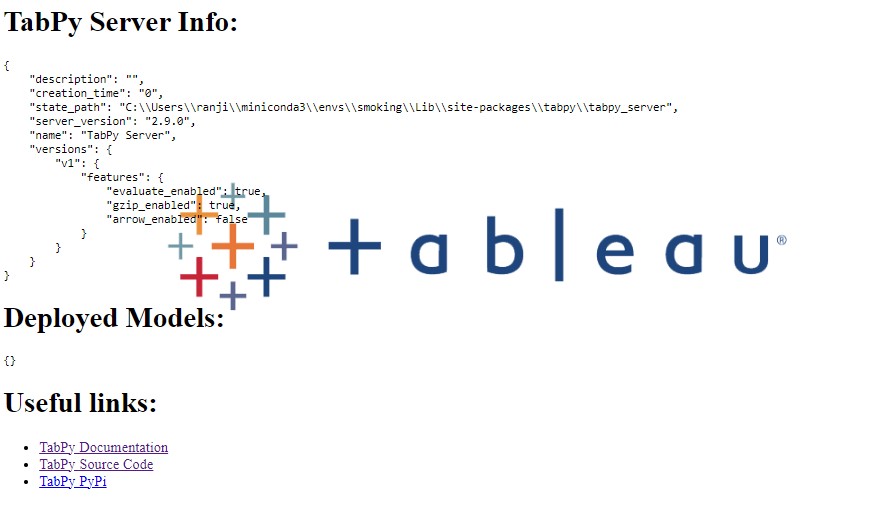 TabPy Server Info:
{
    "description": "",
    "creation_time": "0",
    "state_path": "C:\\Users\\ranji\\miniconda3\\envs\\smoking\\Lib\\site-packages\\tabpy\\tabpy_server",
    "server_version": "2.9.0",
    "name": "TabPy Server",
    "versions": {
        "v1": {
            "features": {
                "evaluate_enabled": true,
                "gzip_enabled": true,
                "arrow_enabled": false
            }
        }
    }
}
tableau®
Deployed Models:
{}
Useful links:
• TabPy Documentation
• TabPy Source Code
• TabPy PyPi